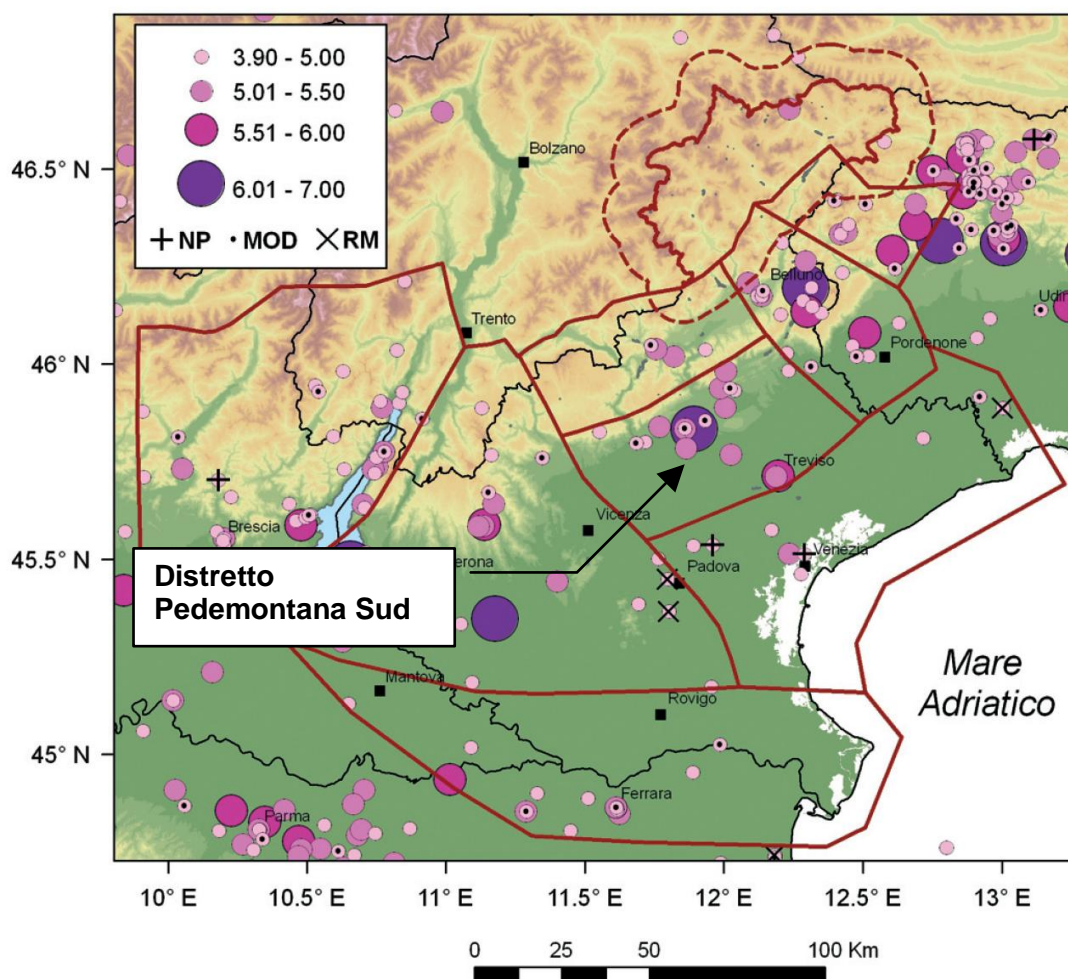 3.90 - 5.00
5.01 - 5.50
5.51 - 6.00
6.01 - 7.00
NP MOD RM
46.5° N
46° N
45.5° N
45° N
Bolzano
Trento
Belluno
Udin
Pordenone
Treviso
Vicenza
Brescia
erona
Padova
Venezia
Distretto
Pedemontana Sud
Mantova
Rovigo
Mare
Adriatico
Ferrara
Parma
10° E 10.5° E 11° E 11.5° E 12° E 12.5° E 13° E
0 25 50 100 Km